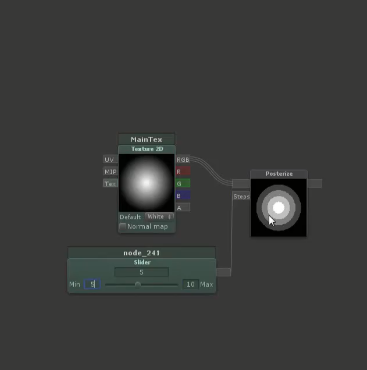 MainTex
Texture 2D
UV RGB
MIP R
Tex G
B
A
Default White
Normal map
Posterize
Steps
node_241
Slider
5
Min 5 10 Max